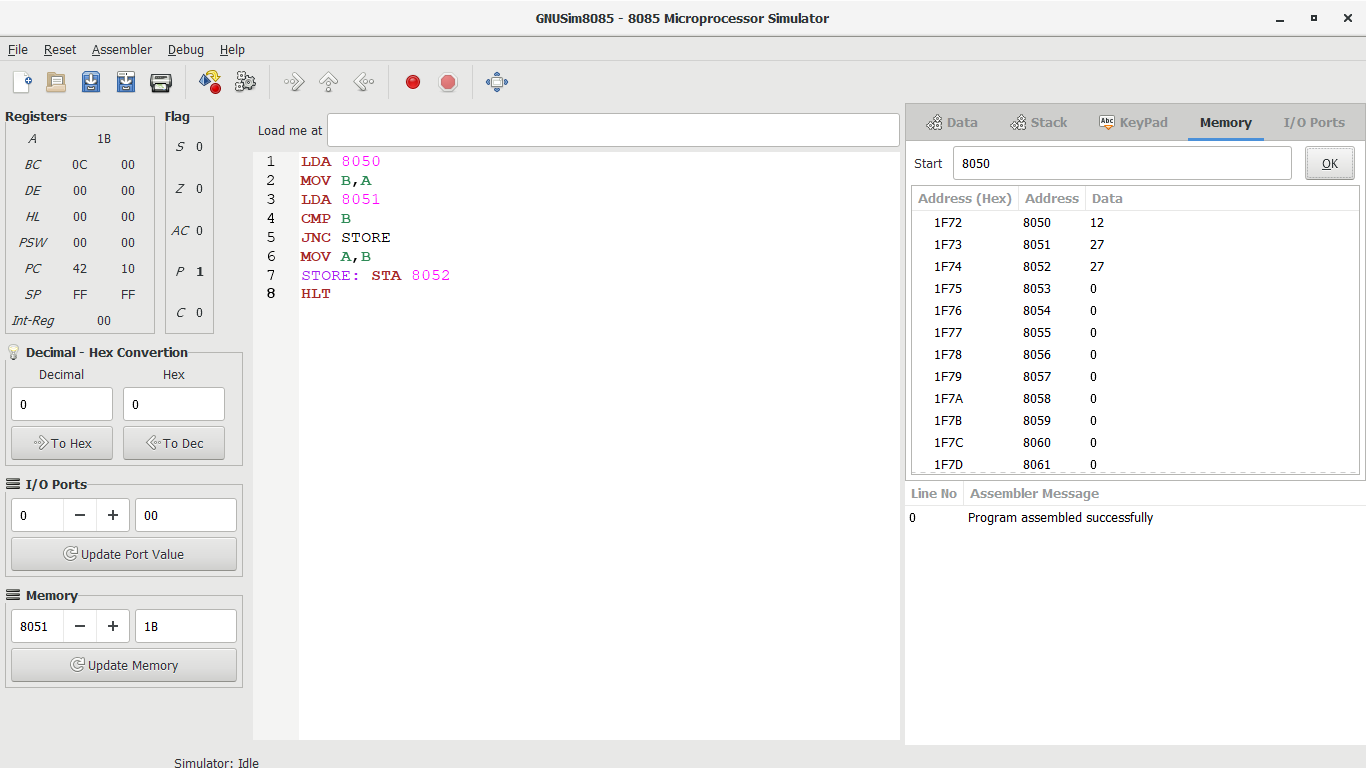 GNUSim8085 - 8085 Microprocessor Simulator
File Reset Assembler Debug Help
Registers
A 1B
BC 0C 00
DE 00 00
HL 00 00
PSW 00 00
PC 42 10
SP FF FF
Int-Reg 00
Flag
S 0
Z 0
AC 0
P 1
C 0
Decimal - Hex Convertion
Decimal Hex
0 0
To Hex To Dec
I/O Ports
0 00
Update Port Value
Memory
8051 1B
Update Memory
Load me at
1 LDA 8050
2 MOV B,A
3 LDA 8051
4 CMP B
5 JNC STORE
6 MOV A,B
7 STORE: STA 8052
8 HLT
Data Stack Abc KeyPad Memory I/O Ports
Start 8050 OK
Address (Hex) Address Data
1F72 8050 12
1F73 8051 27
1F74 8052 27
1F75 8053 0
1F76 8054 0
1F77 8055 0
1F78 8056 0
1F79 8057 0
1F7A 8058 0
1F7B 8059 0
1F7C 8060 0
1F7D 8061 0
Line No Assembler Message
0 Program assembled successfully
Simulator: Idle